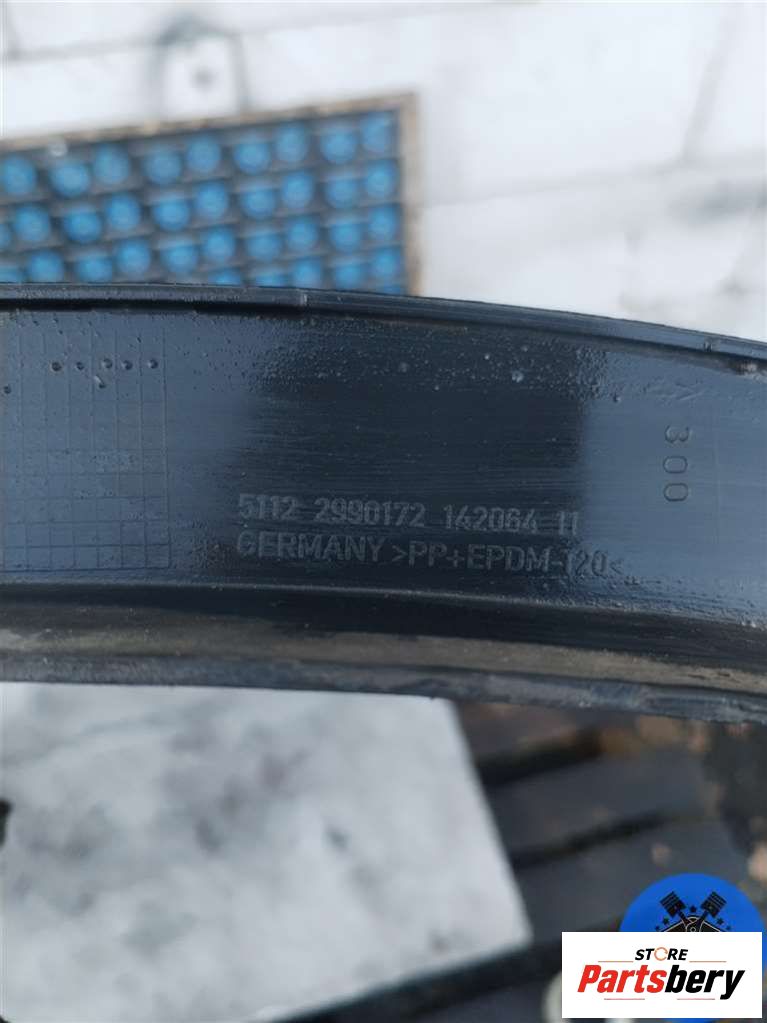 300
5112 2990172 142064 11
GERMANY >PP+EPDM-T20<
STORE
Partsbery